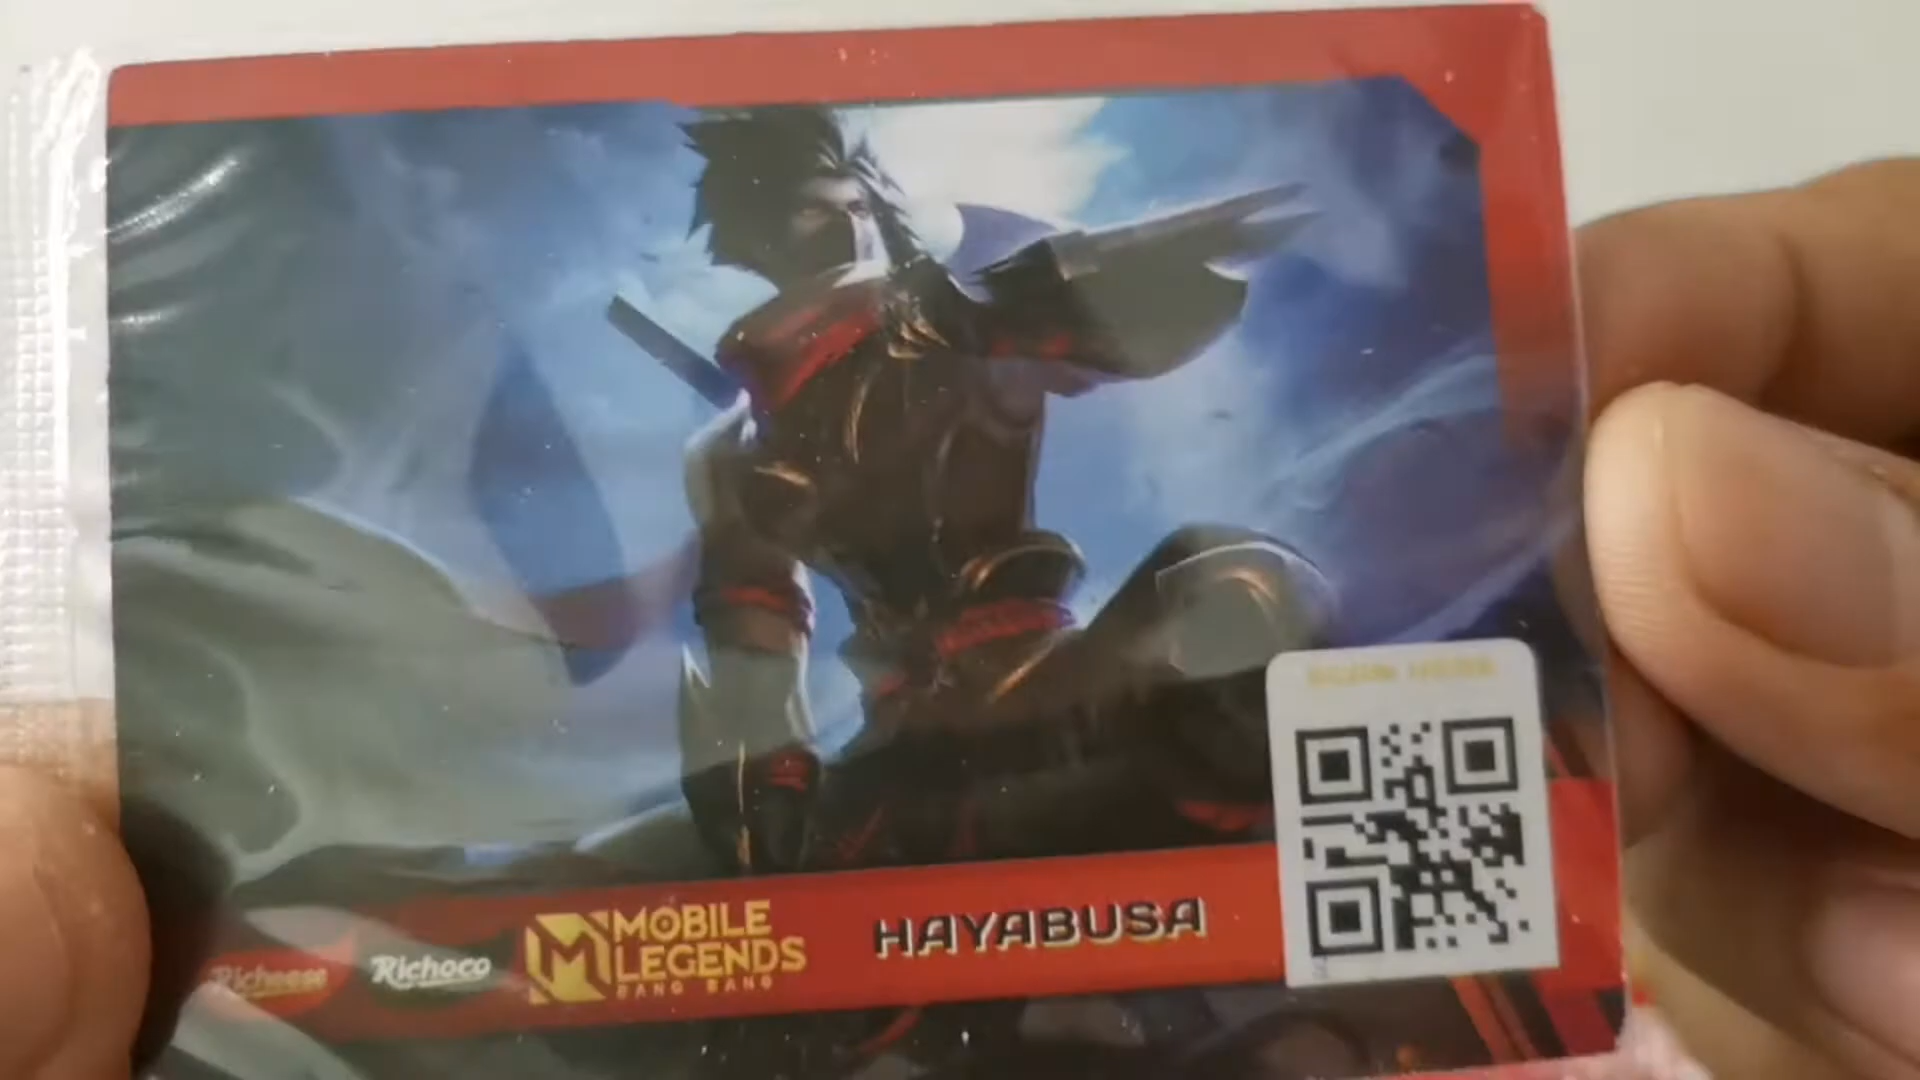 Richeese
Richoco
MOBILE
LEGENDS
BANG BANG
HAYABUSA